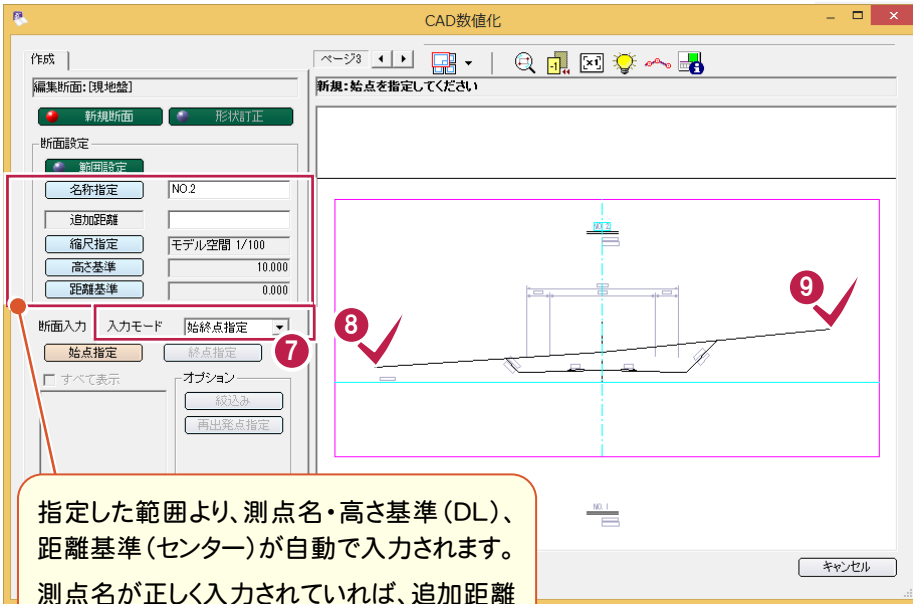 CAD数値化
作成
ページ3
編集断面:[現地盤]
新規:始点を指定してください
新規断面
形状訂正
断面設定
範囲設定
名称指定
NO.2
追加距離
縮尺指定
モデル空間 1/100
高さ基準
10.000
距離基準
0.000
断面入力
入力モード
始終点指定
7
8
9
始点指定
終点指定
すべて表示
オプション
絞込み
再出発点指定
NO.2
NO.1
指定した範囲より、測点名・高さ基準(DL)、
距離基準(センター)が自動で入力されます。
測点名が正しく入力されていれば、追加距離
キャンセル